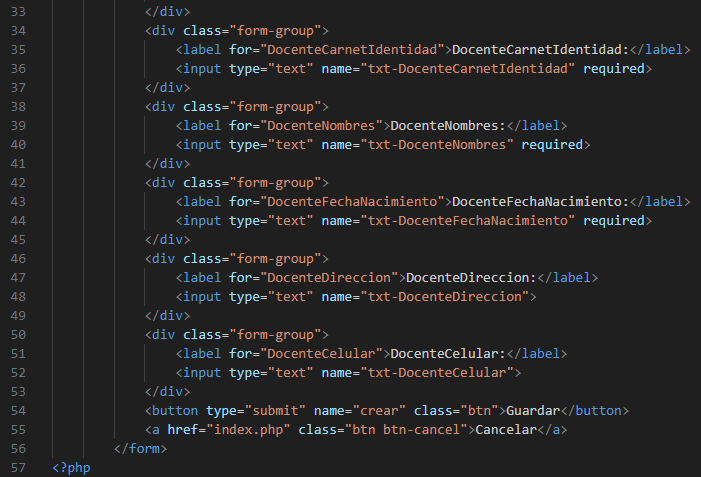 33 </div>
34 <div class="form-group">
35 <label for="DocenteCarnetIdentidad">DocenteCarnetIdentidad:</label>
36 <input type="text" name="txt-DocenteCarnetIdentidad" required>
37 </div>
38 <div class="form-group">
39 <label for="DocenteNombres">DocenteNombres:</label>
40 <input type="text" name="txt-DocenteNombres" required>
41 </div>
42 <div class="form-group">
43 <label for="DocenteFechaNacimiento">DocenteFechaNacimiento:</label>
44 <input type="text" name="txt-DocenteFechaNacimiento" required>
45 </div>
46 <div class="form-group">
47 <label for="DocenteDireccion">DocenteDireccion:</label>
48 <input type="text" name="txt-DocenteDireccion">
49 </div>
50 <div class="form-group">
51 <label for="DocenteCelular">DocenteCelular:</label>
52 <input type="text" name="txt-DocenteCelular">
53 </div>
54 <button type="submit" name="crear" class="btn">Guardar</button>
55 <a href="index.php" class="btn btn-cancel">Cancelar</a>
56 </form>
57 <?php